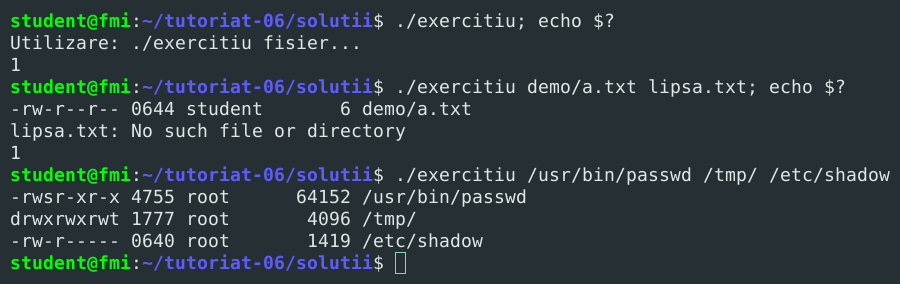 student@fmi:~/tutoriat-06/solutii$ ./exercitiu; echo $?
Utilizare: ./exercitiu fisier...
1
student@fmi:~/tutoriat-06/solutii$ ./exercitiu demo/a.txt lipsa.txt; echo $?
-rw-r--r-- 0644 student       6 demo/a.txt
lipsa.txt: No such file or directory
1
student@fmi:~/tutoriat-06/solutii$ ./exercitiu /usr/bin/passwd /tmp/ /etc/shadow
-rwsr-xr-x 4755 root      64152 /usr/bin/passwd
drwxrwxrwt 1777 root       4096 /tmp/
-rw-r----- 0640 root       1419 /etc/shadow
student@fmi:~/tutoriat-06/solutii$